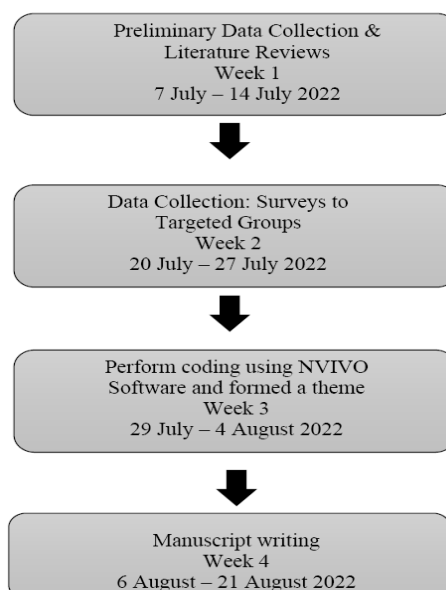 Preliminary Data Collection &
Literature Reviews
Week 1
7 July – 14 July 2022
Data Collection: Surveys to
Targeted Groups
Week 2
20 July – 27 July 2022
Perform coding using NVIVO
Software and formed a theme
Week 3
29 July – 4 August 2022
Manuscript writing
Week 4
6 August – 21 August 2022